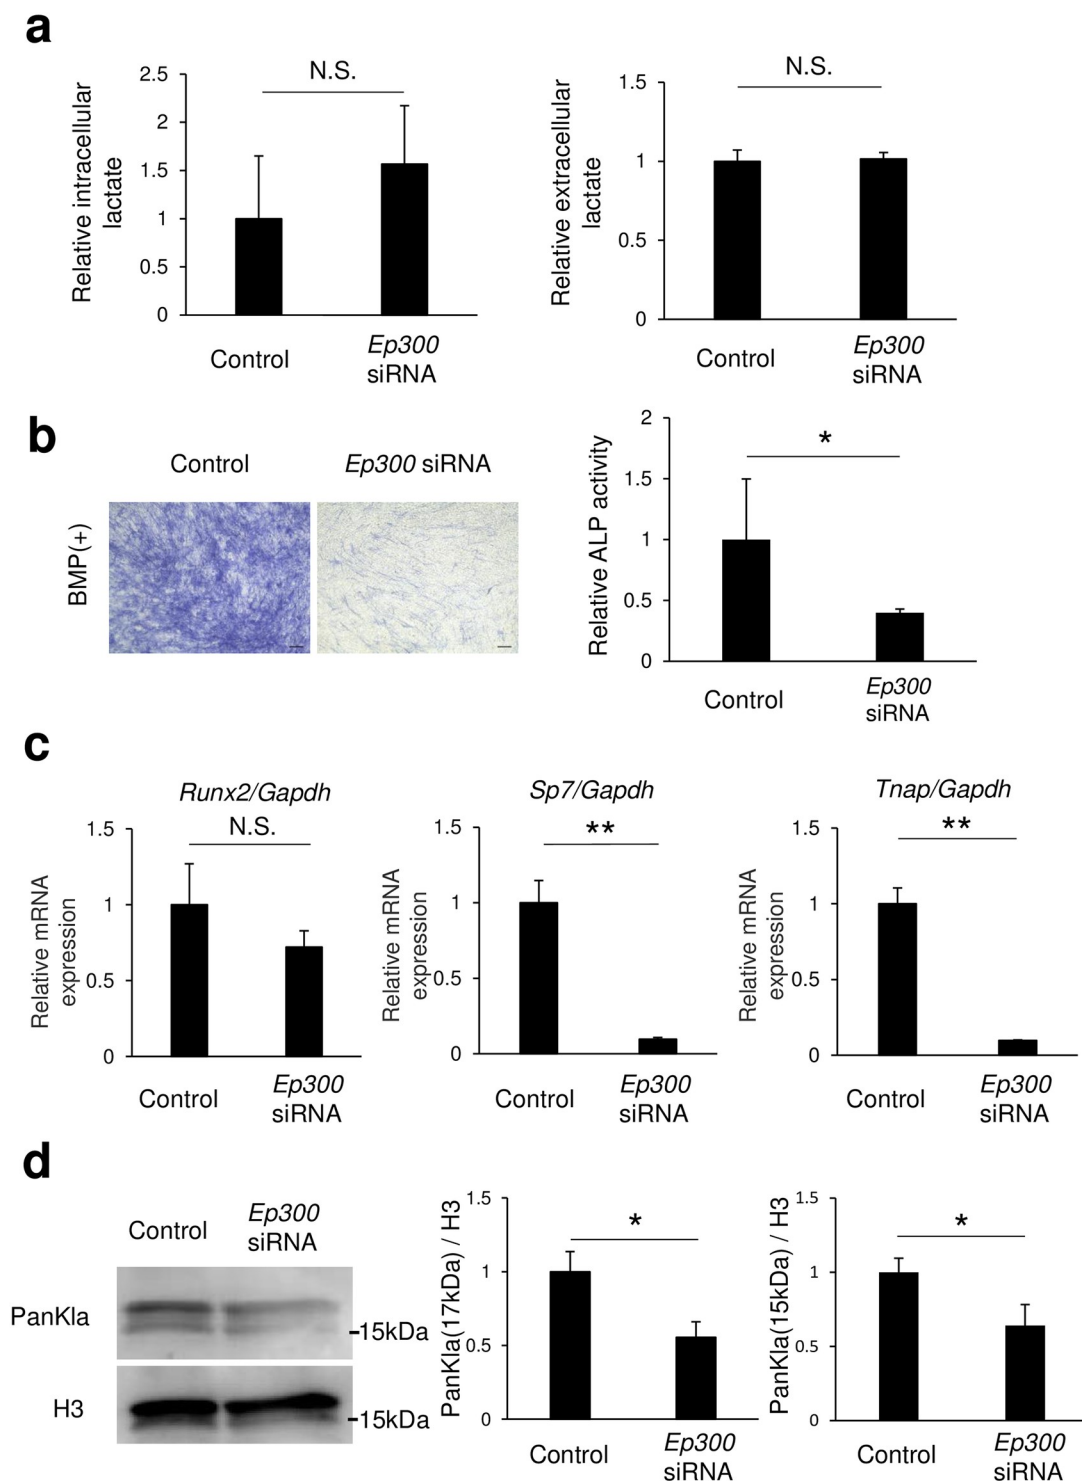 a
N.S.
Relative intracellular
lactate
2.5
2
1.5
1
0.5
0
Control
Ep300
siRNA
N.S.
Relative extracellular
lactate
1.5
1
0.5
0
Control
Ep300
siRNA
b
Control
Ep300 siRNA
BMP(+)
*
Relative ALP activity
2
1.5
1
0.5
0
Control
Ep300
siRNA
c
Runx2/Gapdh
N.S.
Relative mRNA
expression
1.5
1
0.5
0
Control
Ep300
siRNA
Sp7/Gapdh
**
Relative mRNA
expression
1.5
1
0.5
0
Control
Ep300
siRNA
Tnap/Gapdh
**
Relative mRNA
expression
1.5
1
0.5
0
Control
Ep300
siRNA
d
Control
Ep300
siRNA
PanKla
15kDa
H3
15kDa
*
PanKla(17kDa) / H3
1.5
1
0.5
0
Control
Ep300
siRNA
*
PanKla(15kDa) / H3
1.5
1
0.5
0
Control
Ep300
siRNA